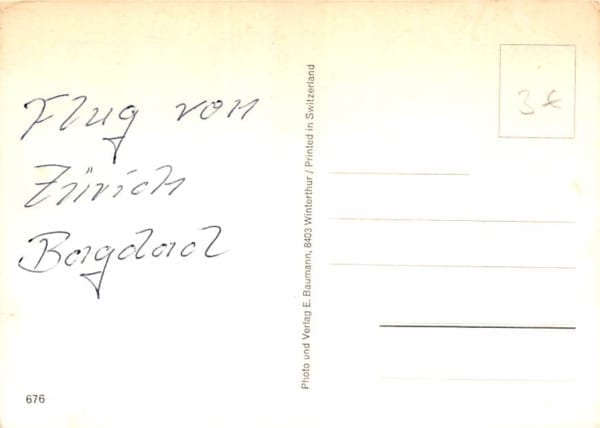 Flug von
Zürich
Bagdad
676
Photo und Verlag E. Baumann, 8403 Winterthur / Printed in Switzerland
3€